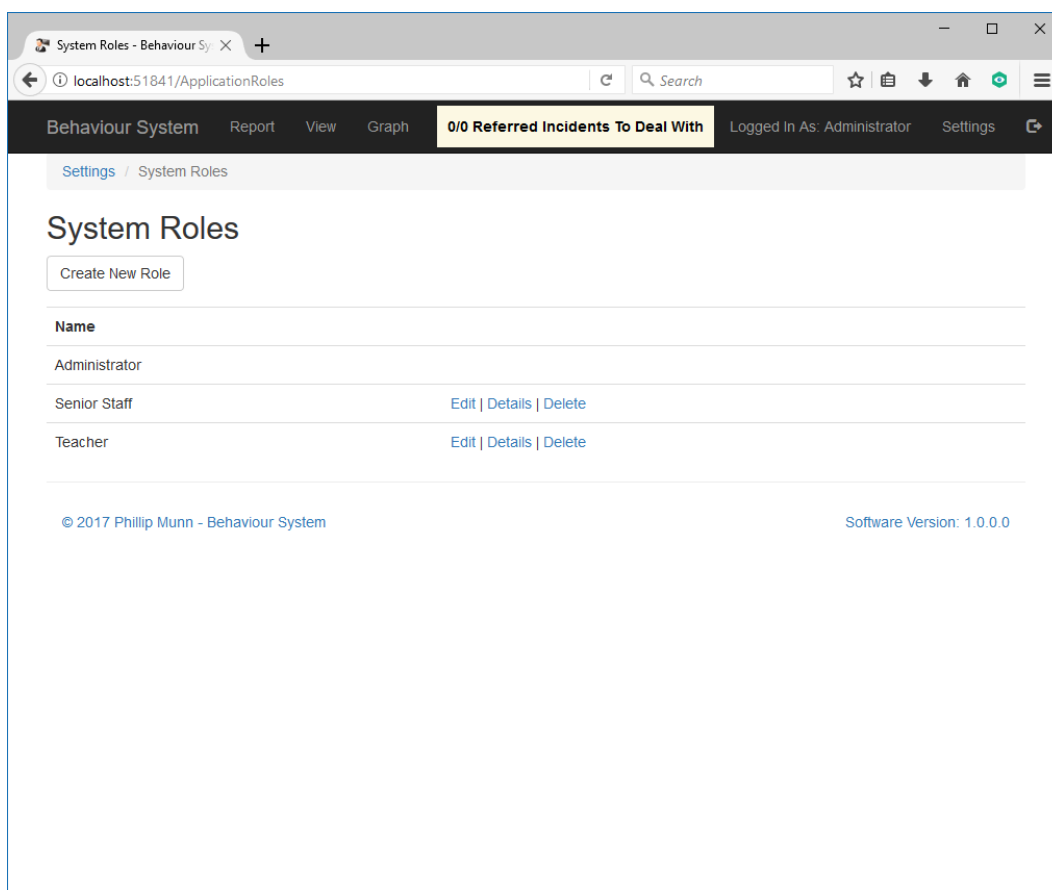 System Roles - Behaviour Sy
localhost:51841/ApplicationRoles
Search
Behaviour System Report View Graph 0/0 Referred Incidents To Deal With Logged In As: Administrator Settings
Settings / System Roles
System Roles
Create New Role
Name
Administrator
Senior Staff Edit | Details | Delete
Teacher Edit | Details | Delete
© 2017 Phillip Munn - Behaviour System Software Version: 1.0.0.0